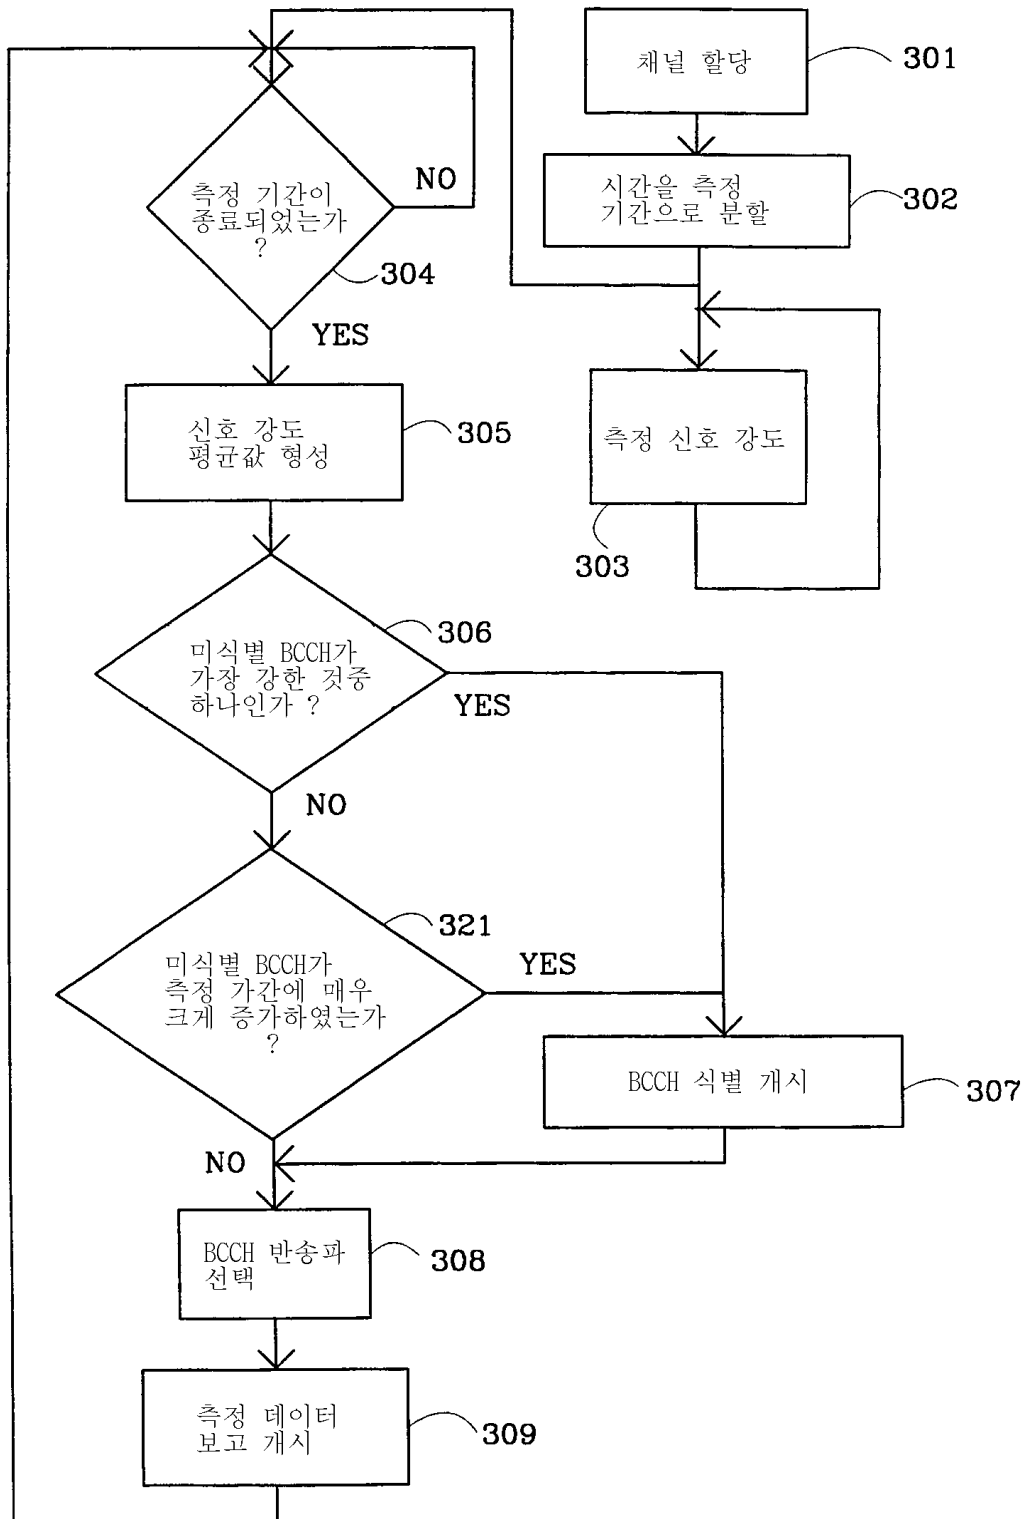 채널 할당
301
시간을 측정
기간으로 분할
302
측정 신호 강도
303
측정 기간이
종료되었는가
?
304
NO
YES
신호 강도
평균값 형성
305
미식별 BCCH가
가장 강한 것중
하나인가 ?
306
YES
NO
미식별 BCCH가
측정 가간에 매우
크게 증가하였는가
?
321
YES
NO
BCCH 식별 개시
307
BCCH 반송파
선택
308
측정 데이터
보고 개시
309